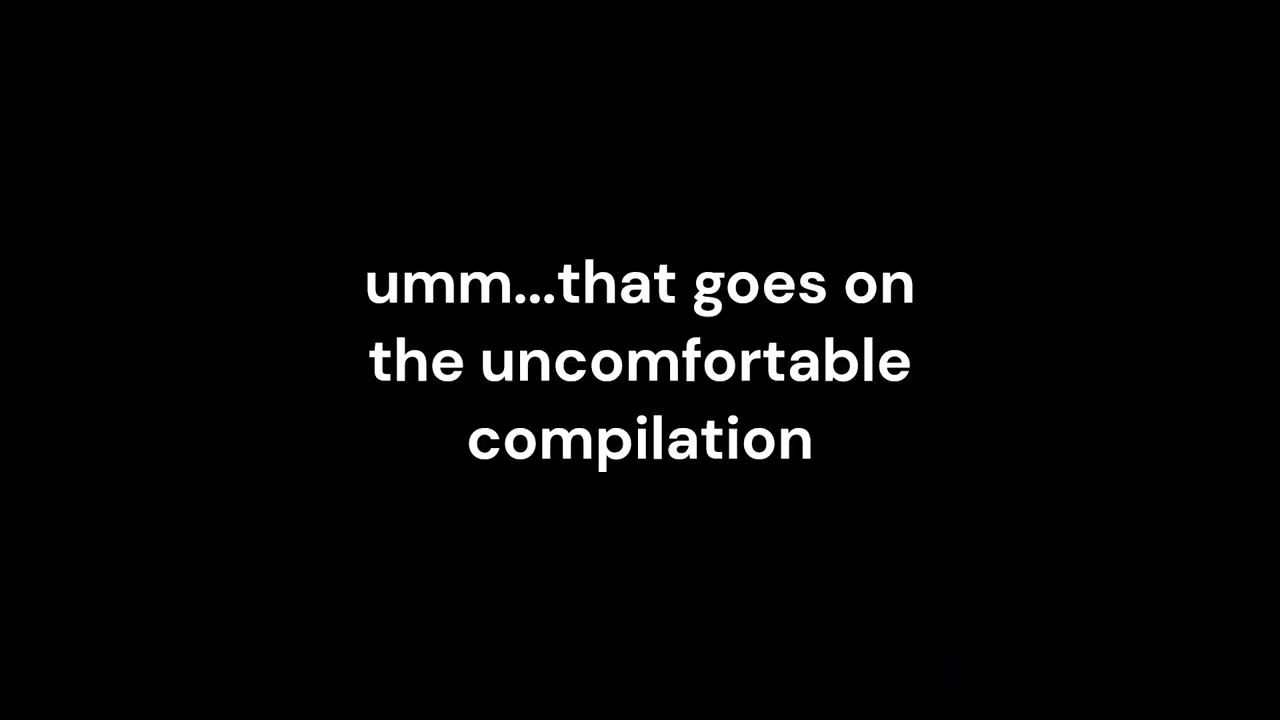 umm...that goes on
the uncomfortable
compilation